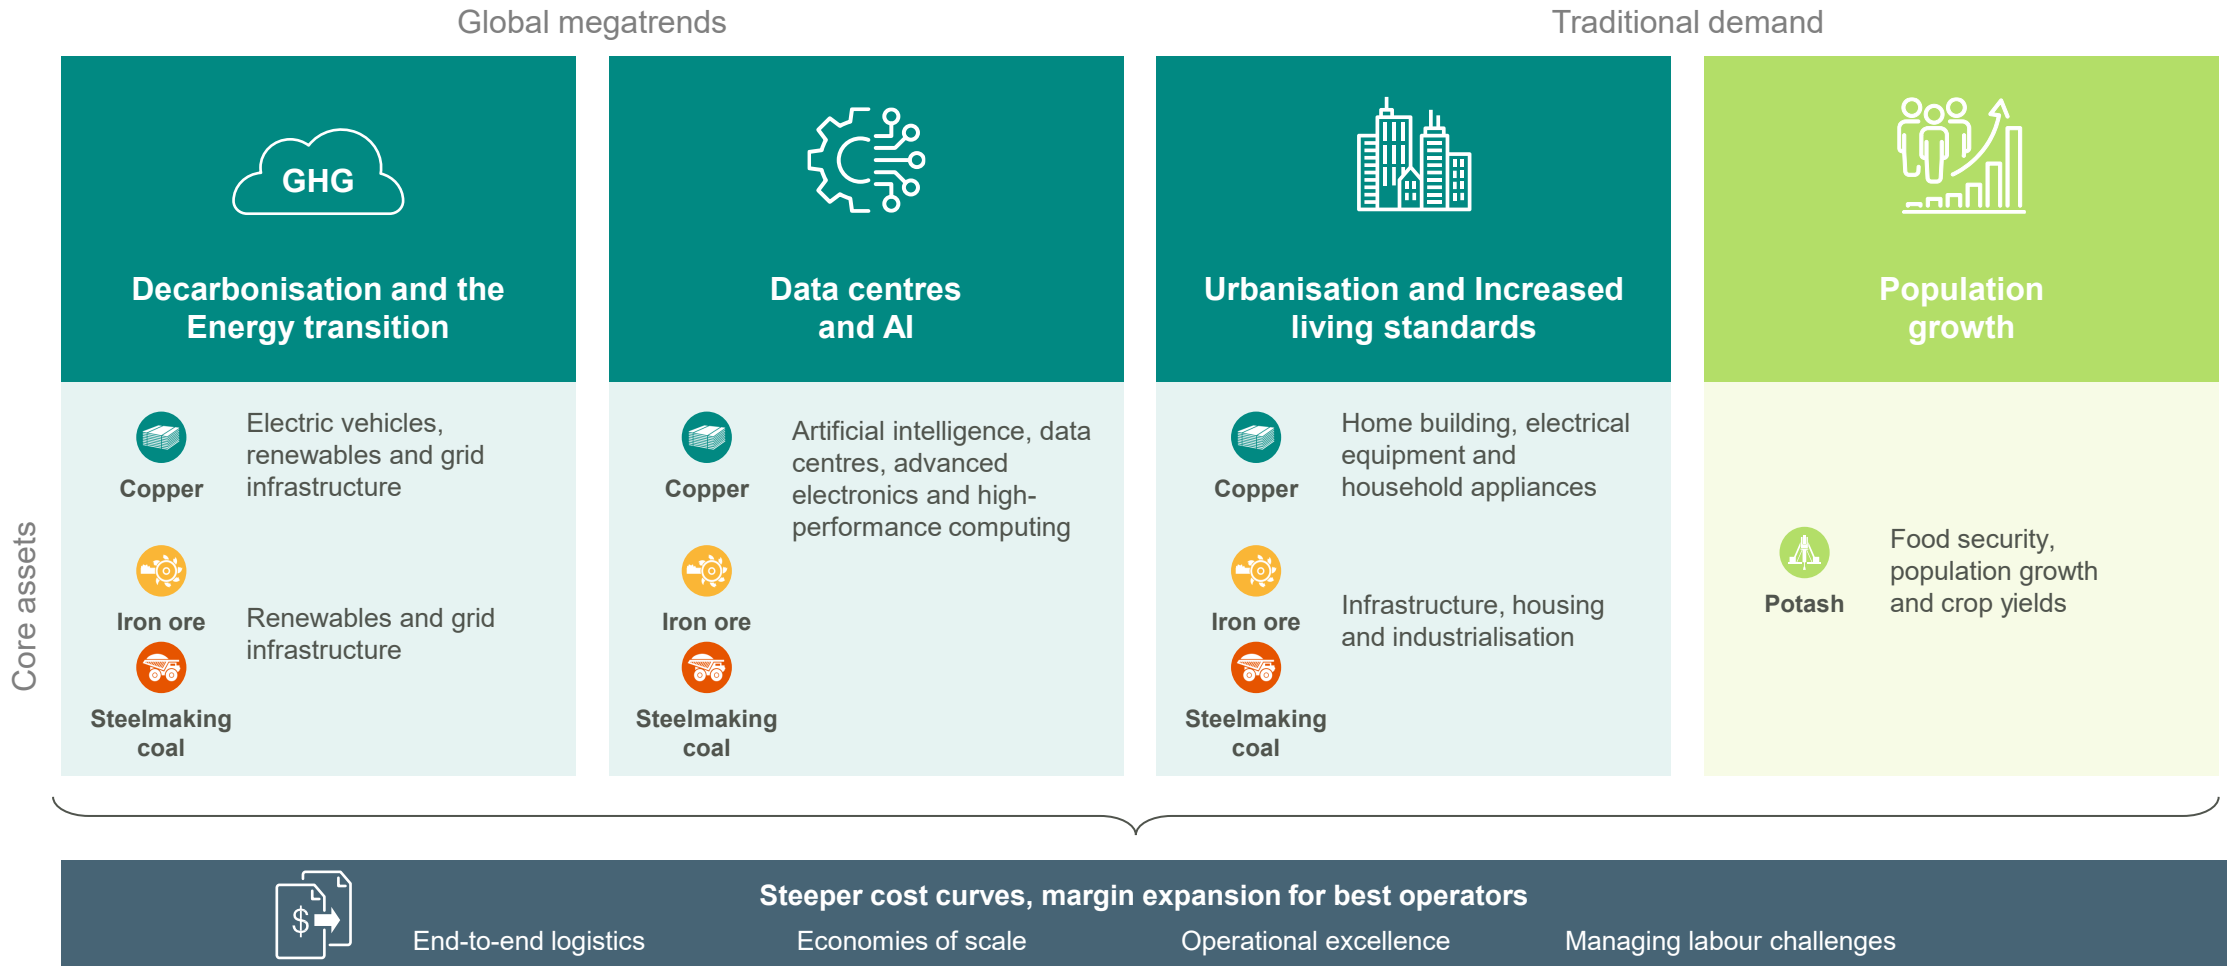 Global megatrends
Traditional demand
GHG
Decarbonisation and the
Energy transition
Data centres
and AI
Urbanisation and Increased
living standards
Population
growth
Core assets
Copper
Electric vehicles,
renewables and grid
infrastructure
Iron ore
Steelmaking
coal
Renewables and grid
infrastructure
Copper
Artificial intelligence, data
centres, advanced
electronics and high-
performance computing
Iron ore
Steelmaking
coal
Copper
Home building, electrical
equipment and
household appliances
Iron ore
Steelmaking
coal
Infrastructure, housing
and industrialisation
Potash
Food security,
population growth
and crop yields
$
Steeper cost curves, margin expansion for best operators
End-to-end logistics
Economies of scale
Operational excellence
Managing labour challenges